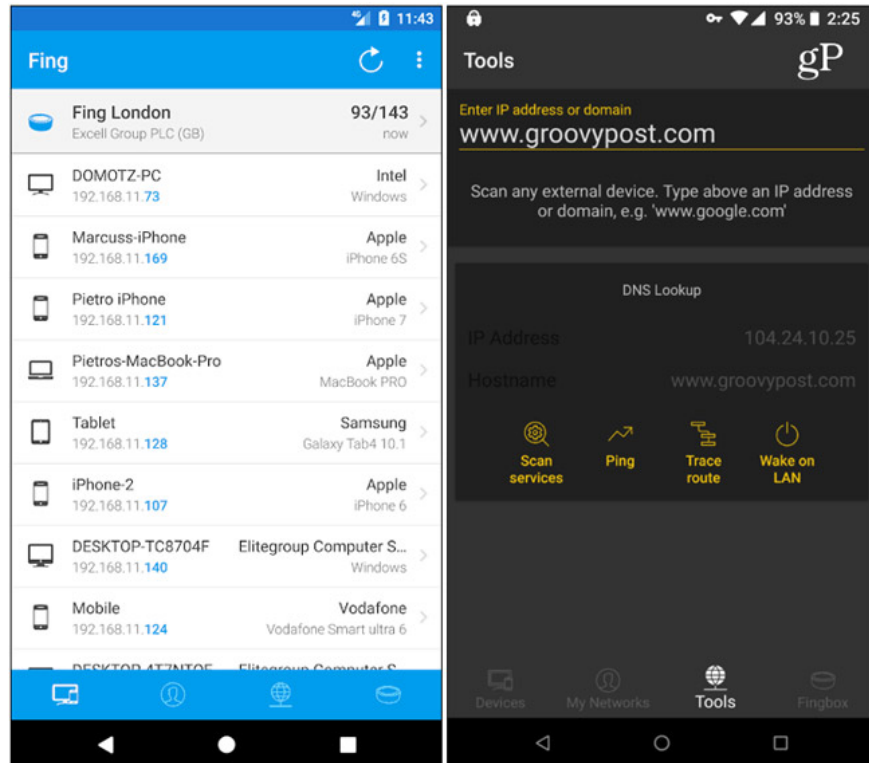 4G 11:43
Fing
Fing London 93/143
Excell Group PLC (GB) now
DOMOTZ-PC Intel
192.168.11.73 Windows
Marcuss-iPhone Apple
192.168.11.169 iPhone 6S
Pietro iPhone Apple
192.168.11.121 iPhone 7
Pietros-MacBook-Pro Apple
192.168.11.137 MacBook PRO
Tablet Samsung
192.168.11.128 Galaxy Tab4 10.1
iPhone-2 Apple
192.168.11.107 iPhone 6
DESKTOP-TC8704F Elitegroup Computer S...
192.168.11.140 Windows
Mobile Vodafone
192.168.11.124 Vodafone Smart ultra 6
93% 2:25
Tools gP
Enter IP address or domain
www.groovypost.com
Scan any external device. Type above an IP address
or domain, e.g. 'www.google.com'
DNS Lookup
IP Address 104.24.10.25
Hostname www.groovypost.com
Scan services
Ping
Trace route
Wake on LAN
Devices My Networks Tools Fingbox